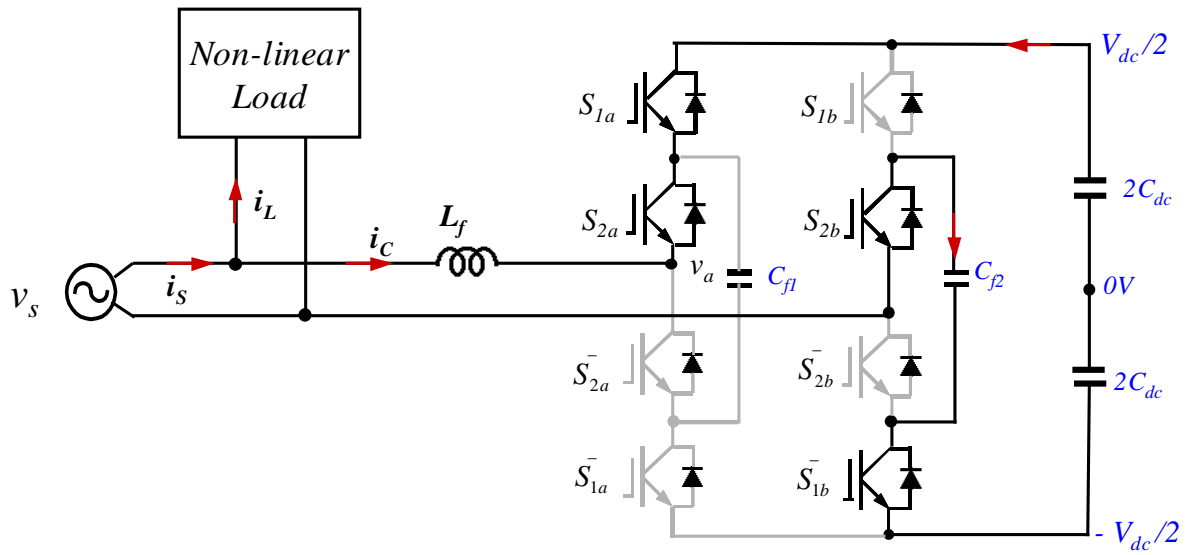 Non-linear
Load
V_dc/2
S_1a
S_1b
2C_dc
i_L
S_2a
S_2b
L_f
i_C
v_a
C_f1
C_f2
0V
i_S
v_s
S̄_2a
S̄_2b
2C_dc
S̄_1a
S̄_1b
- V_dc/2